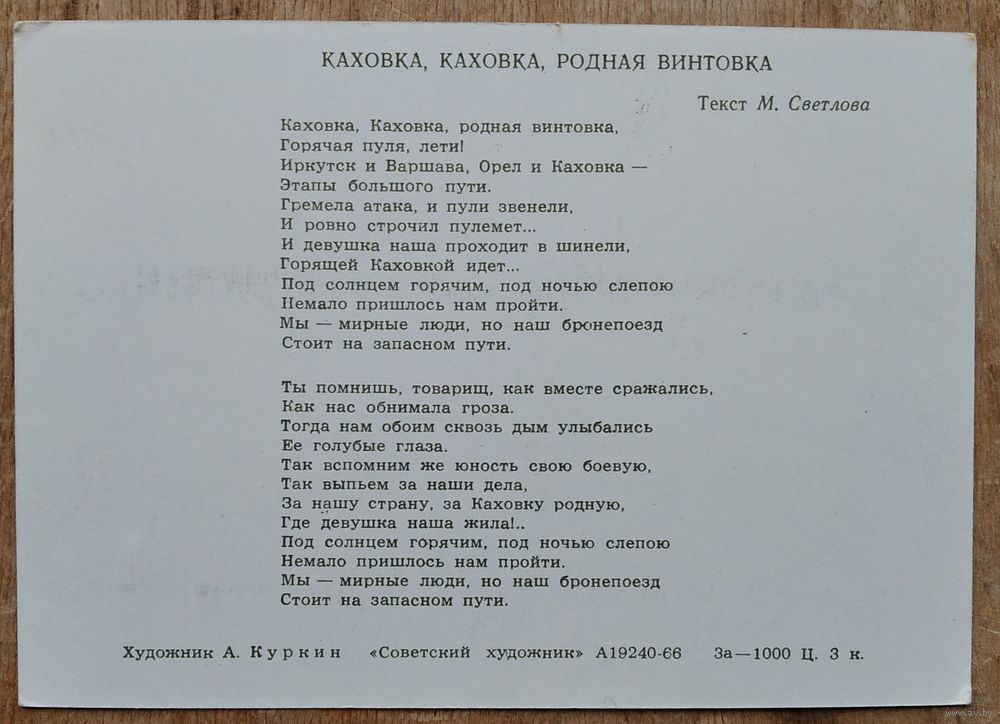 КАХОВКА, КАХОВКА, РОДНАЯ ВИНТОВКА
Текст М. Светлова
Каховка, Каховка, родная винтовка,
Горячая пуля, лети!
Иркутск и Варшава, Орел и Каховка —
Этапы большого пути.
Гремела атака, и пули звенели,
И ровно строчил пулемет...
И девушка наша проходит в шинели,
Горящей Каховкой идет...
Под солнцем горячим, под ночью слепою
Немало пришлось нам пройти.
Мы — мирные люди, но наш бронепоезд
Стоит на запасном пути.
Ты помнишь, товарищ, как вместе сражались,
Как нас обнимала гроза.
Тогда нам обоим сквозь дым улыбались
Ее голубые глаза.
Так вспомним же юность свою боевую,
Так выпьем за наши дела,
За нашу страну, за Каховку родную,
Где девушка наша жила!..
Под солнцем горячим, под ночью слепою
Немало пришлось нам пройти.
Мы — мирные люди, но наш бронепоезд
Стоит на запасном пути.
Художник А. Куркин «Советский художник» А19240-66 За—1000 Ц. 3 к.
www.ay.by